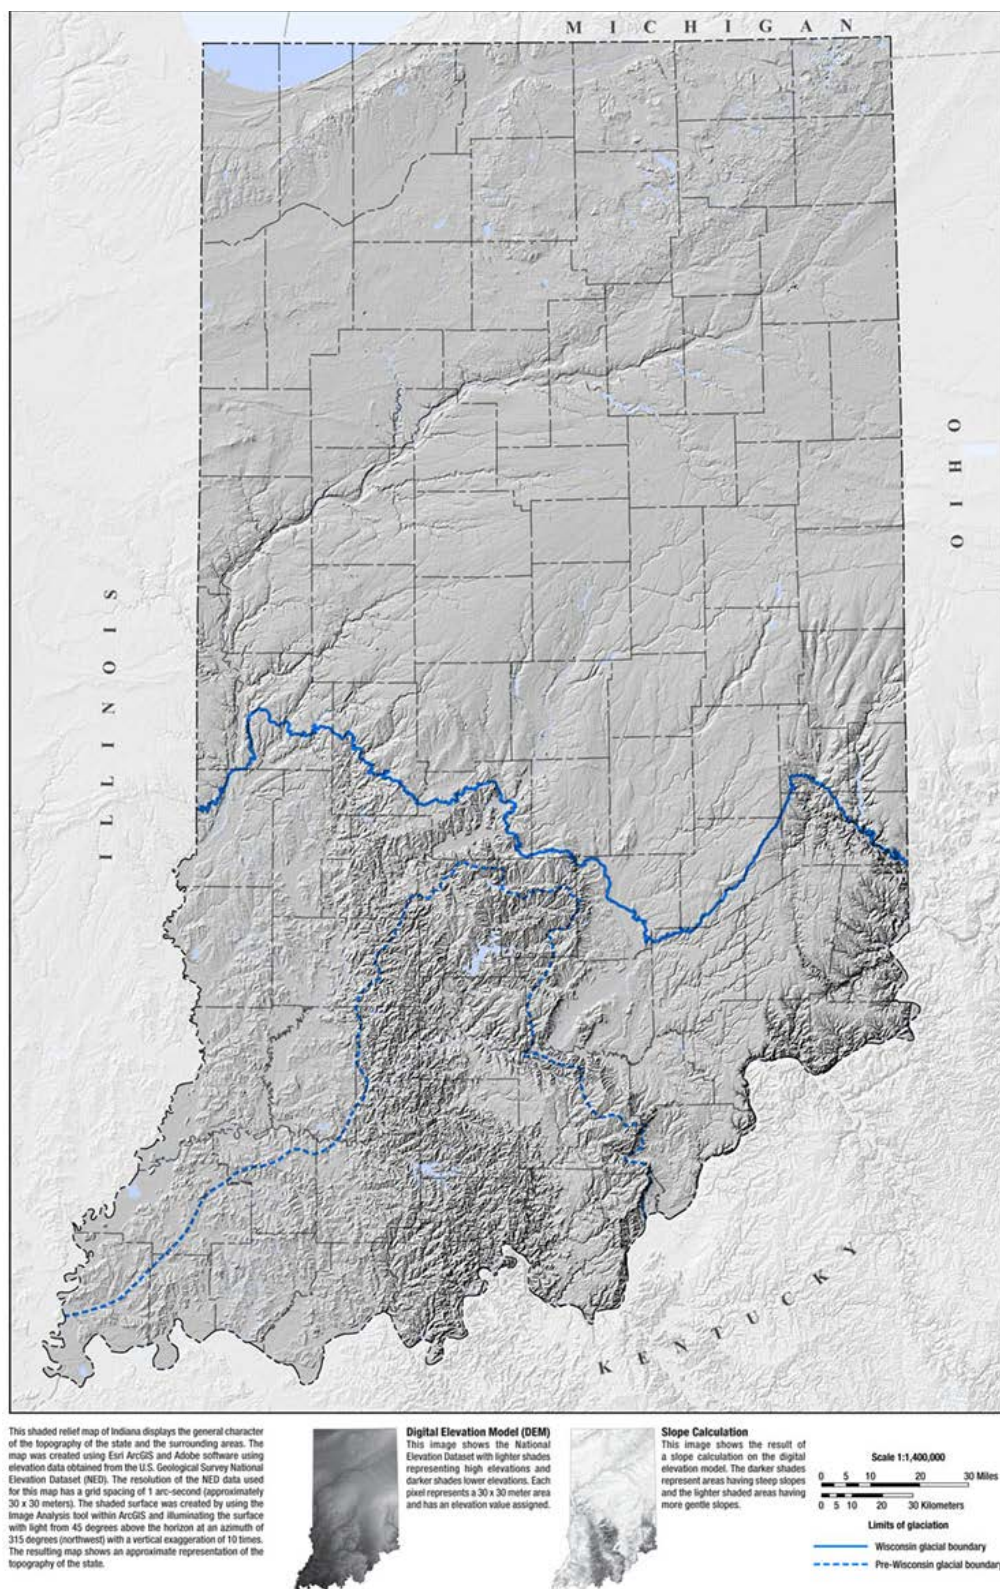 MICHIGAN
OHIO
ILLINOIS
KENTUCKY
This shaded relief map of Indiana displays the general character
of the topography of the state and the surrounding areas. The
map was created using Esri ArcGIS and Adobe software using
elevation data obtained from the U.S. Geological Survey National
Elevation Dataset (NED). The resolution of the NED data used
for this map has a grid spacing of 1 arc-second (approximately
30 x 30 meters). The shaded surface was created by using the
Image Analysis tool within ArcGIS and illuminating the surface
with light from 45 degrees above the horizon at an azimuth of
315 degrees (northwest) with a vertical exaggeration of 10 times.
The resulting map shows an approximate representation of the
topography of the state.
Digital Elevation Model (DEM)
This image shows the National
Elevation Dataset with lighter shades
representing high elevations and
darker shades lower elevations. Each
pixel represents a 30 x 30 meter area
and has an elevation value assigned.
Slope Calculation
This image shows the result of
a slope calculation on the digital
elevation model. The darker shades
represent areas having steep slopes
and the lighter shaded areas having
more gentle slopes.
Scale 1:1,400,000
0 5 10 20 30 Miles
0 5 10 20 30 Kilometers
Limits of glaciation
Wisconsin glacial boundary
Pre-Wisconsin glacial boundary